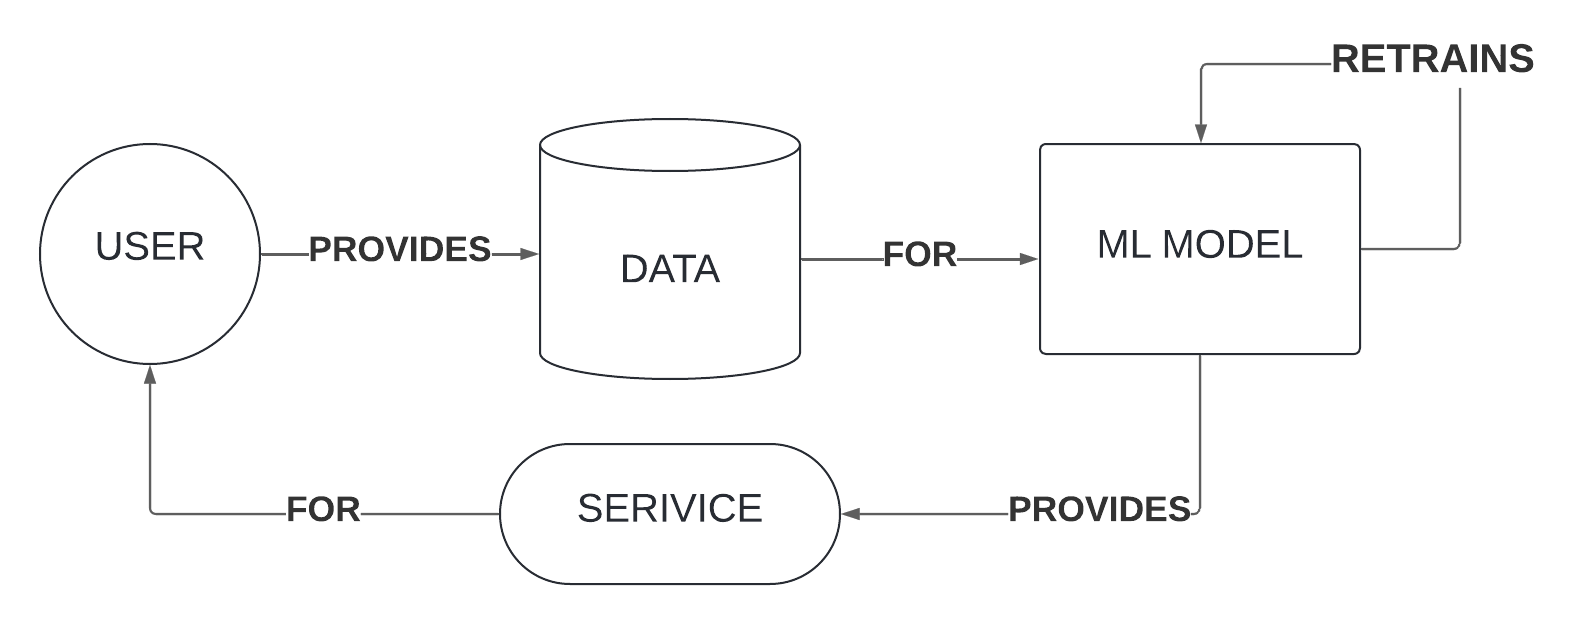 RETRAINS
USER
PROVIDES
DATA
FOR
ML MODEL
FOR
SERIVICE
PROVIDES